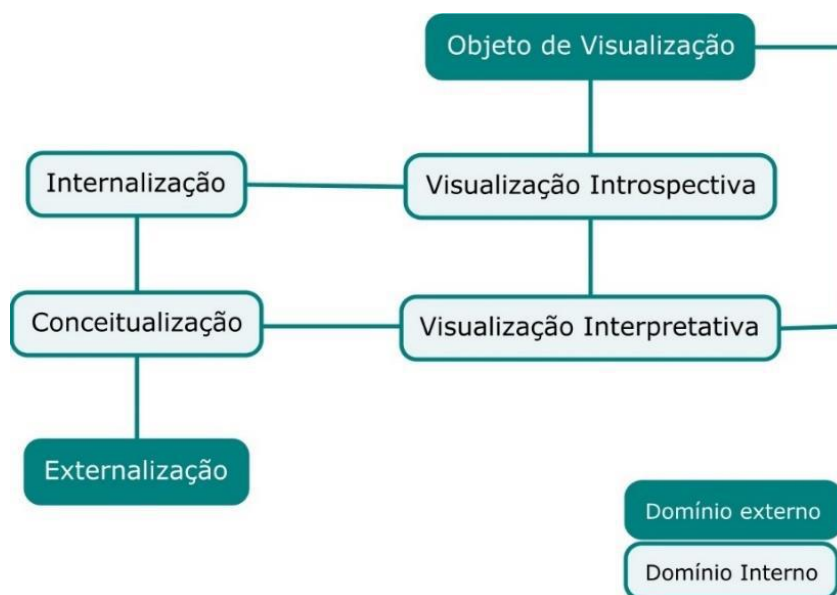 Objeto de Visualização
Internalização
Visualização Introspectiva
Conceitualização
Visualização Interpretativa
Externalização
Domínio externo
Domínio Interno